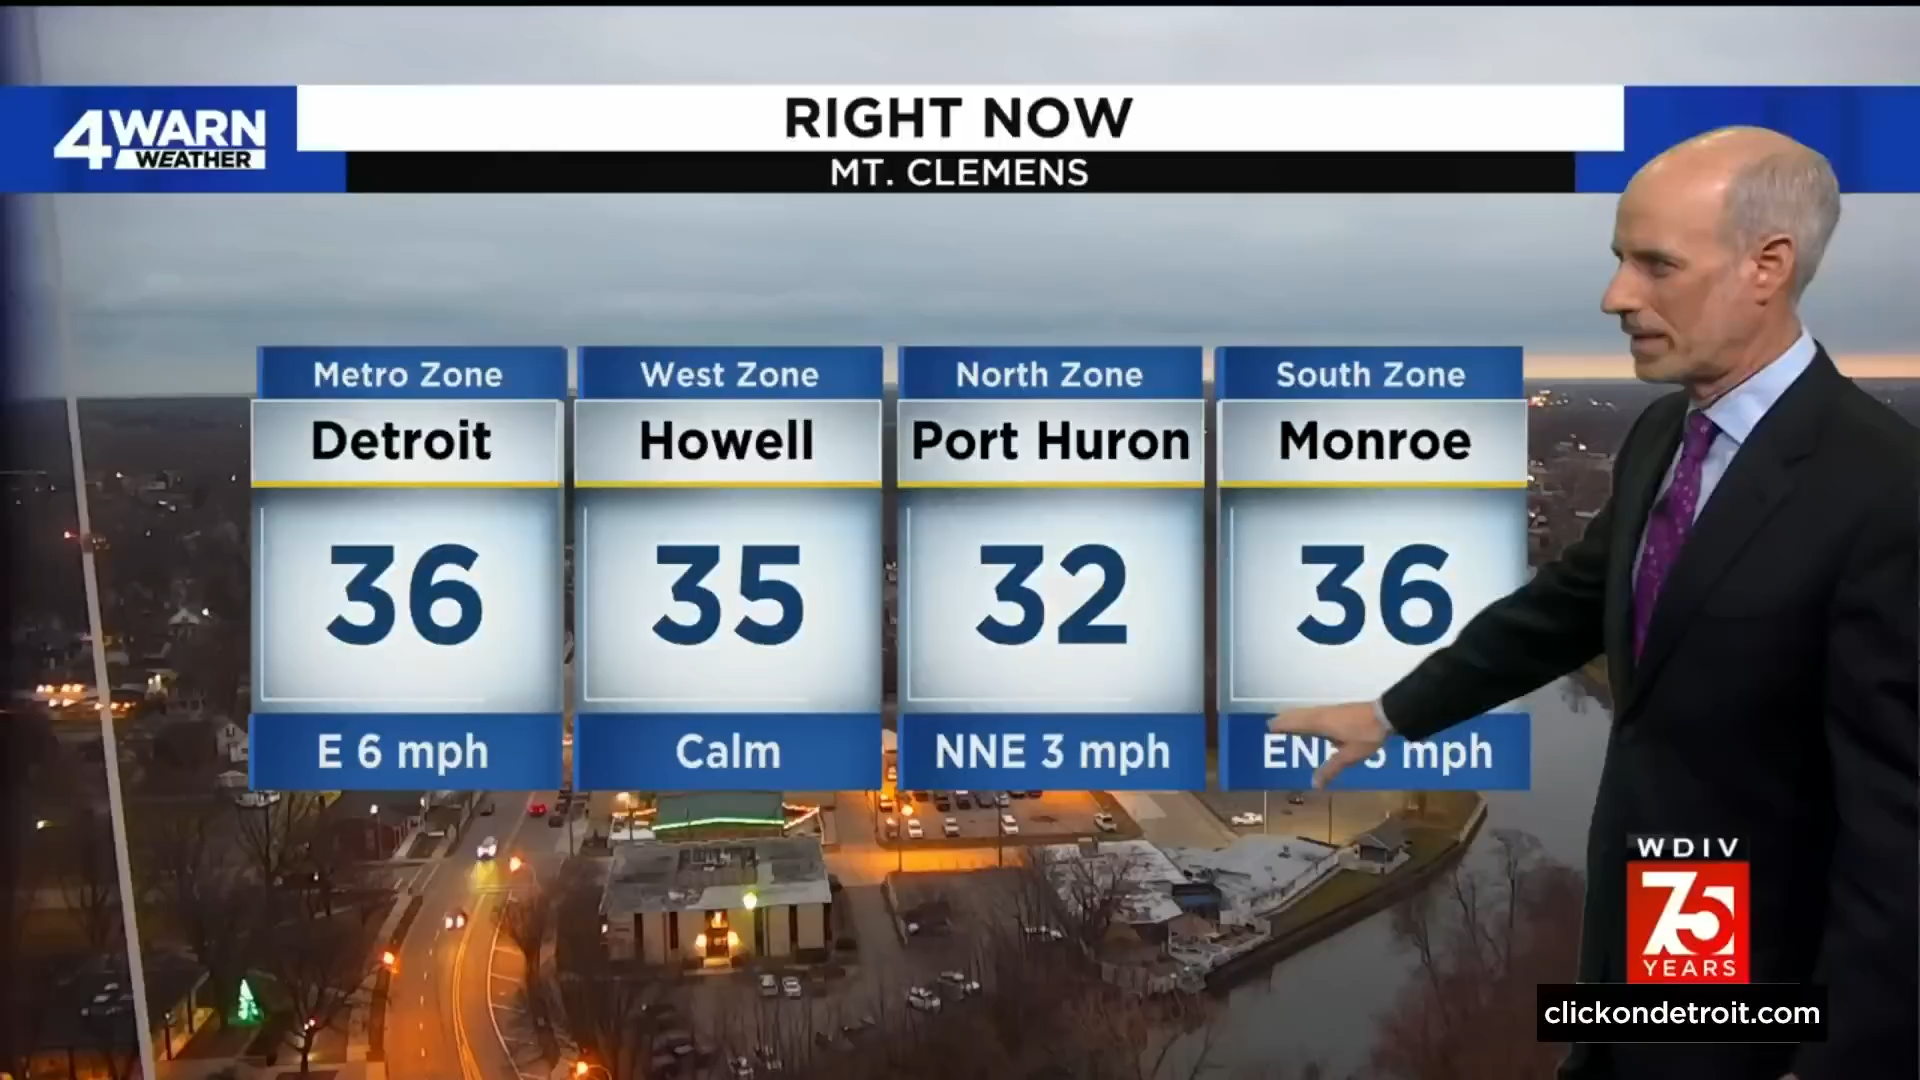 4WARN
WEATHER
RIGHT NOW
MT. CLEMENS
Metro Zone
West Zone
North Zone
South Zone
Detroit
Howell
Port Huron
Monroe
36
35
32
36
E 6 mph
Calm
NNE 3 mph
mph
WDIV
75
YEARS
clickondetroit.com